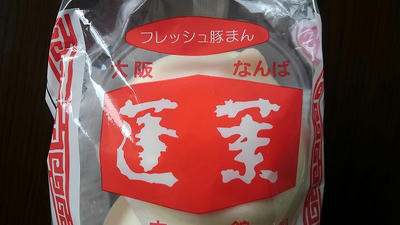 フレッシュ豚まん
大阪 なんば
蓬莱